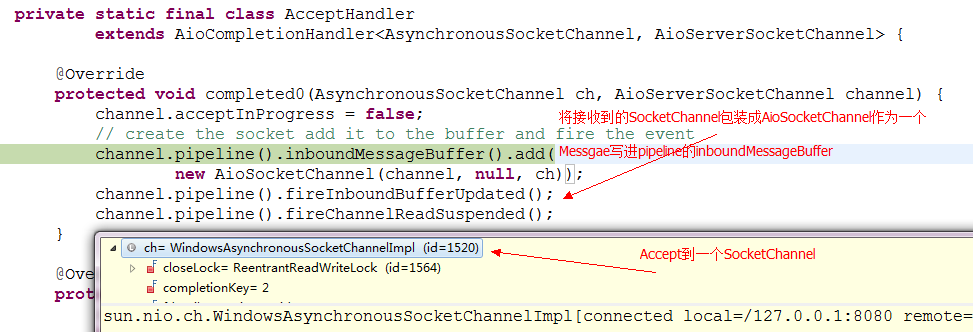 private static final class AcceptHandler
extends AioCompletionHandler<AsynchronousSocketChannel, AioServerSocketChannel> {
@Override
protected void completed0(AsynchronousSocketChannel ch, AioServerSocketChannel channel) {
channel.acceptInProgress = false;
将接收到的SocketChannel包装成AioSocketChannel作为一个
// create the socket add it to the buffer and fire the event
channel.pipeline().inboundMessageBuffer().add(
Messgae写进pipeline的inboundMessageBuffer
new AioSocketChannel(channel, null, ch));
channel.pipeline().fireInboundBufferUpdated();
channel.pipeline().fireChannelReadSuspended();
}
ch= WindowsAsynchronousSocketChannelImpl (id=1520)
Accept到一个SocketChannel
closeLock= ReentrantReadWriteLock (id=1564)
@Ove
completionKey= 2
prot
sun.nio.ch.WindowsAsynchronousSocketChannelImpl[connected local=/127.0.0.1:8080 remote=